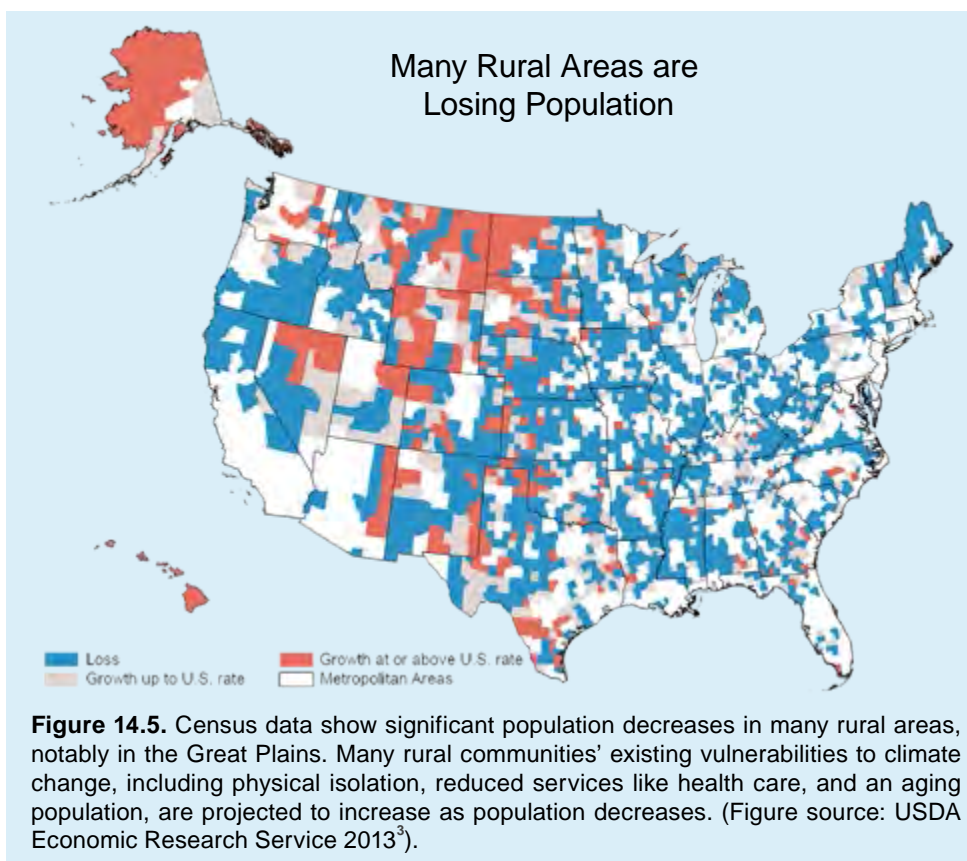 Many Rural Areas are
Losing Population
Loss
Growth up to U.S. rate
Growth at or above U.S. rate
Metropolitan Areas
Figure 14.5. Census data show significant population decreases in many rural areas,
notably in the Great Plains. Many rural communities’ existing vulnerabilities to climate
change, including physical isolation, reduced services like health care, and an aging
population, are projected to increase as population decreases. (Figure source: USDA
Economic Research Service 2013³).